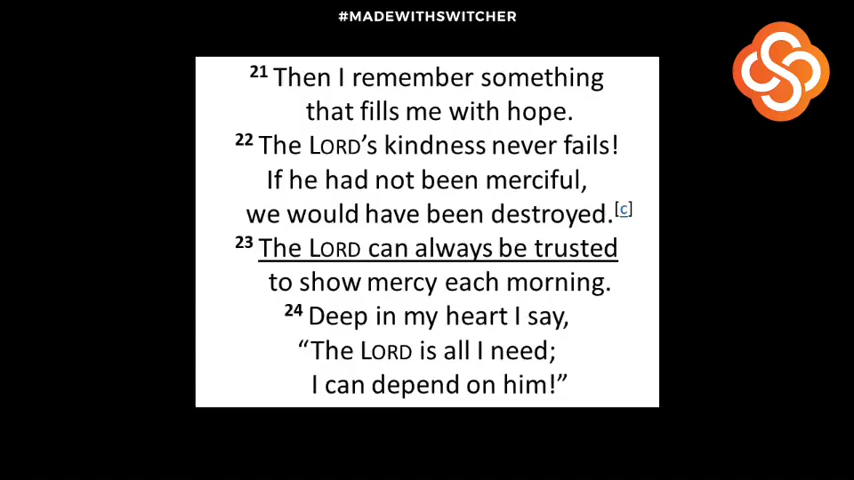 #MADEWITHSWITCHER
21 Then I remember something
that fills me with hope.
22 The LORD’s kindness never fails!
If he had not been merciful,
we would have been destroyed.[c]
23 The LORD can always be trusted
to show mercy each morning.
24 Deep in my heart I say,
“The LORD is all I need;
I can depend on him!”